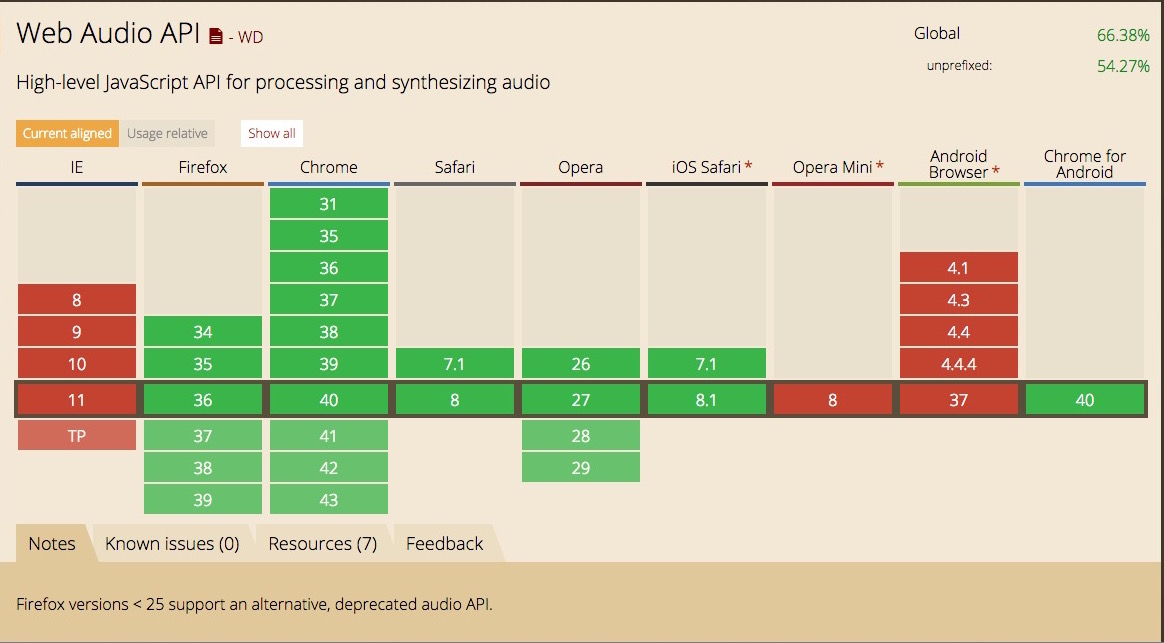 Web Audio API - WD
Global 66.38%
unprefixed: 54.27%
High-level JavaScript API for processing and synthesizing audio
Current aligned Usage relative Show all
IE Firefox Chrome Safari Opera iOS Safari * Opera Mini * Android Browser * Chrome for Android
31
35
36 4.1
8 37 4.3
9 34 38 4.4
10 35 39 7.1 26 7.1 4.4.4
11 36 40 8 27 8.1 8 37 40
TP 37 41 28
38 42 29
39 43
Notes Known issues (0) Resources (7) Feedback
Firefox versions < 25 support an alternative, deprecated audio API.